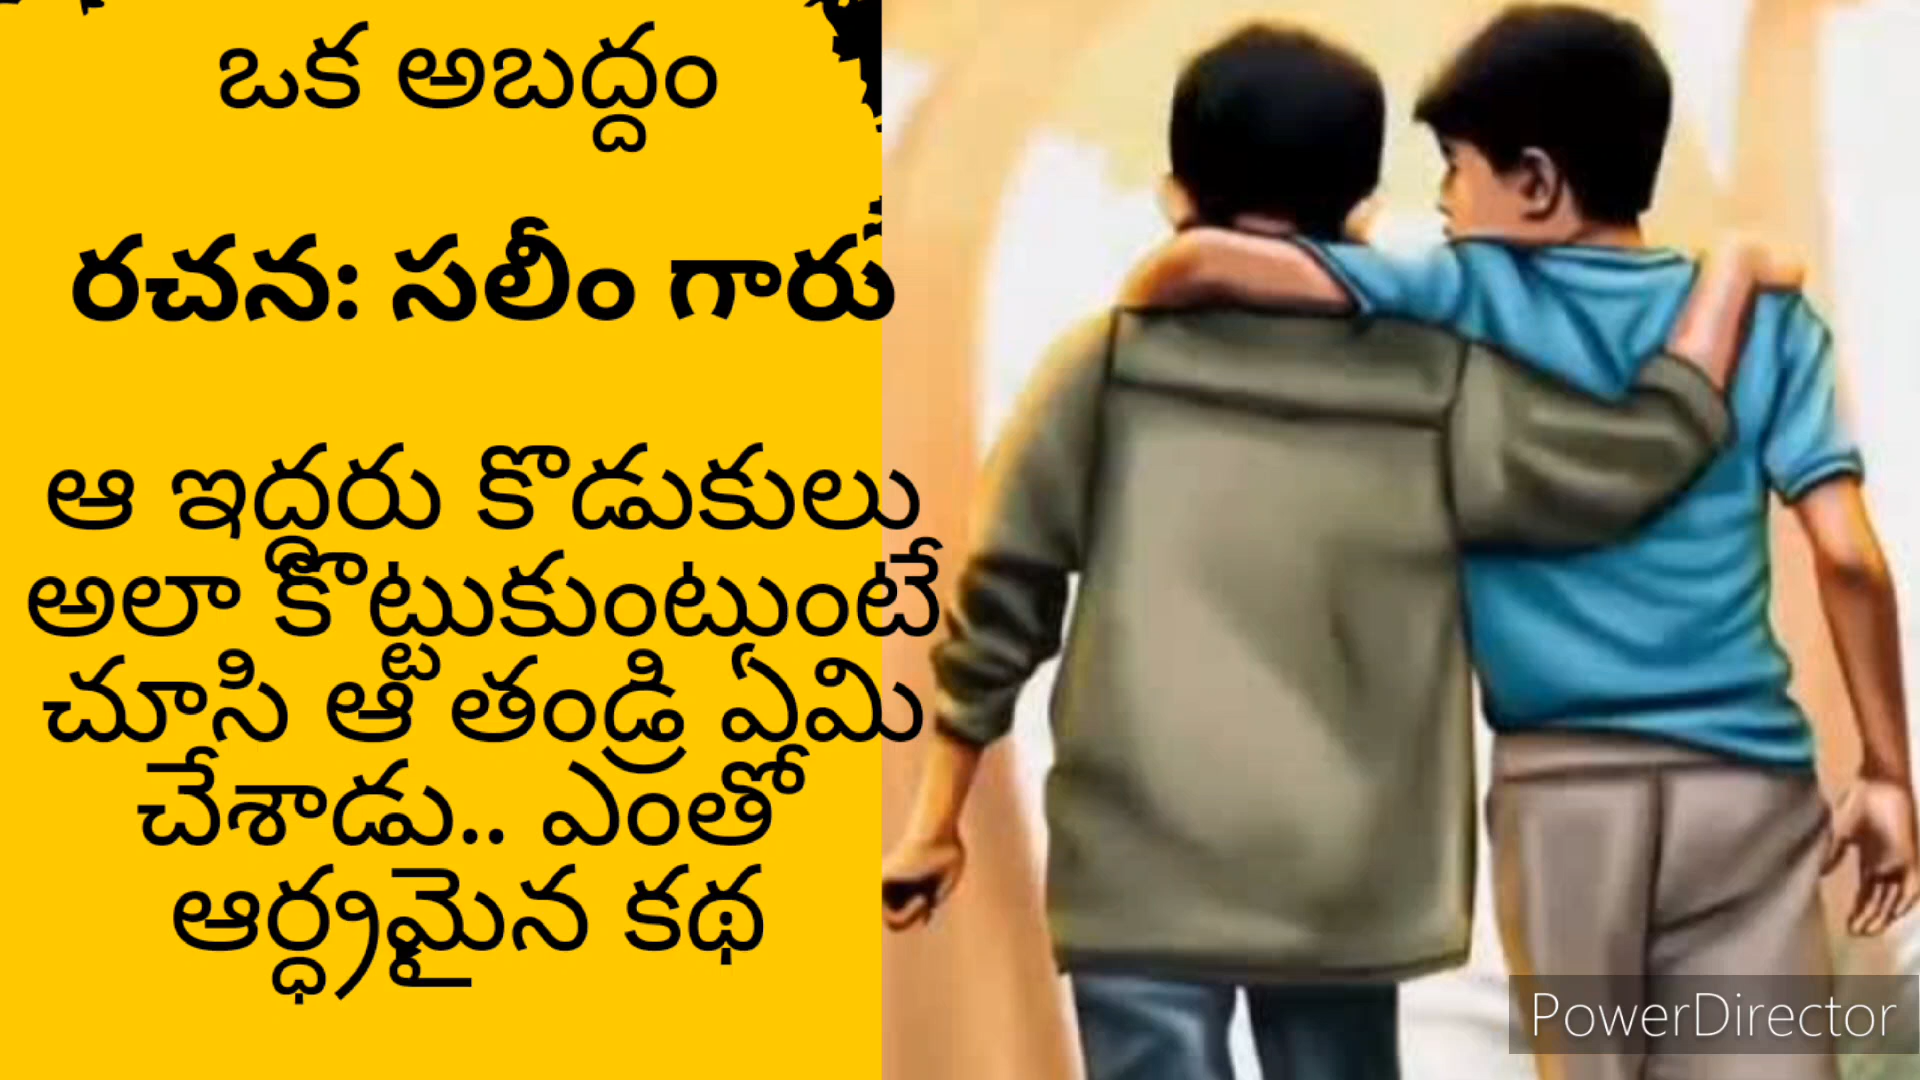 ఒక అబద్దం
రచన: సలీం గారు
ఆ ఇద్దరు కొడుకులు
అలా కొట్టుకుంటుంటే
చూసి ఆ తండ్రి ఏమి
చేశాడు.. ఎంతో
ఆర్ధ్రమైన కథ
PowerDirector